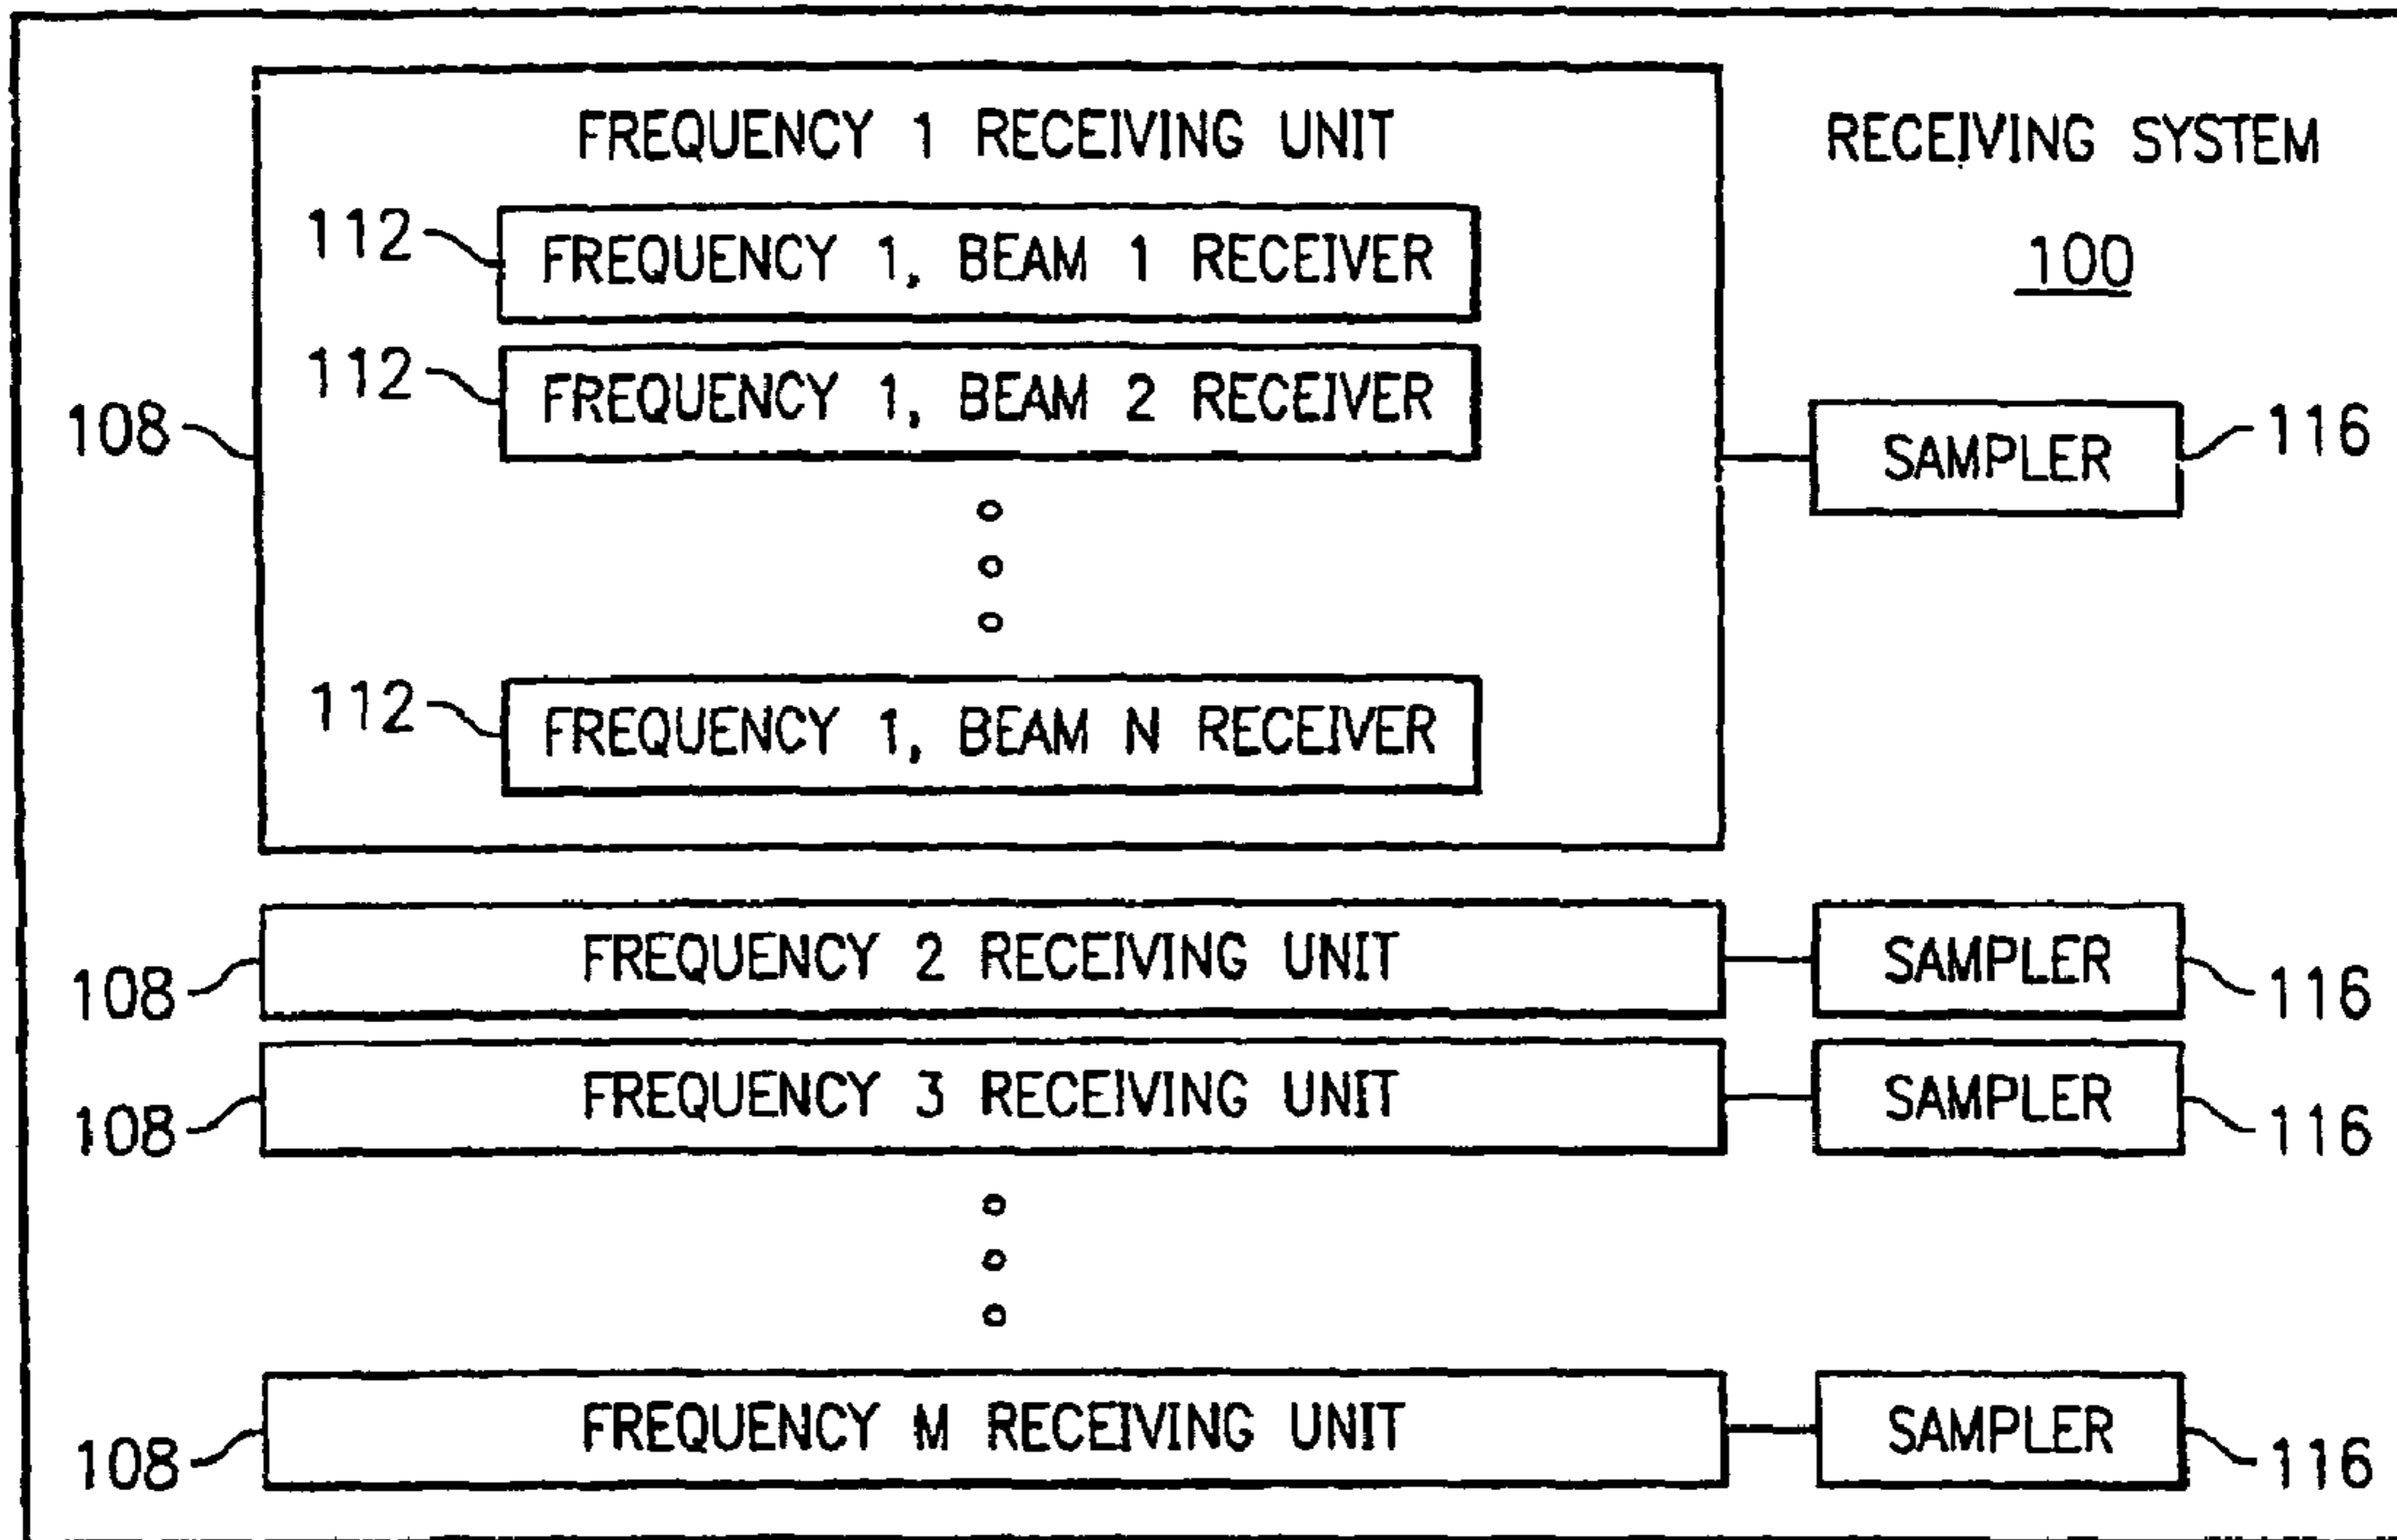 FREQUENCY 1 RECEIVING UNIT
RECEIVING SYSTEM
100
112
FREQUENCY 1, BEAM 1 RECEIVER
112
FREQUENCY 1, BEAM 2 RECEIVER
108
SAMPLER
116
112
FREQUENCY 1, BEAM N RECEIVER
108
FREQUENCY 2 RECEIVING UNIT
SAMPLER
116
108
FREQUENCY 3 RECEIVING UNIT
SAMPLER
116
108
FREQUENCY M RECEIVING UNIT
SAMPLER
116